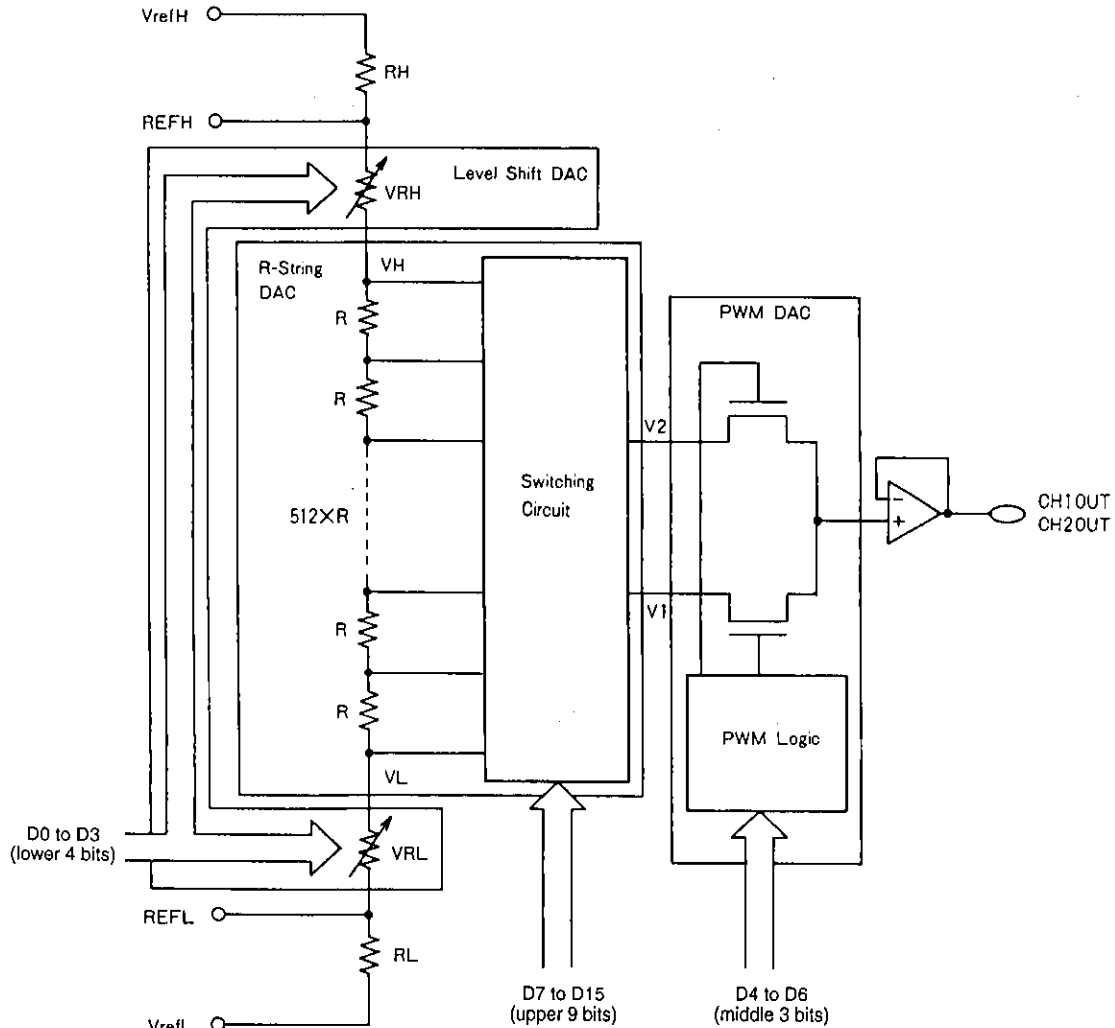 VrefH
RH
REFH
Level Shift DAC
VRH
R-String
DAC
VH
R
PWM DAC
R
V2
Switching
Circuit
512×R
CH1OUT
CH2OUT
-
+
V1
R
R
PWM Logic
VL
D0 to D3
(lower 4 bits)
VRL
REFL
RL
D7 to D15
(upper 9 bits)
D4 to D6
(middle 3 bits)
VrefL